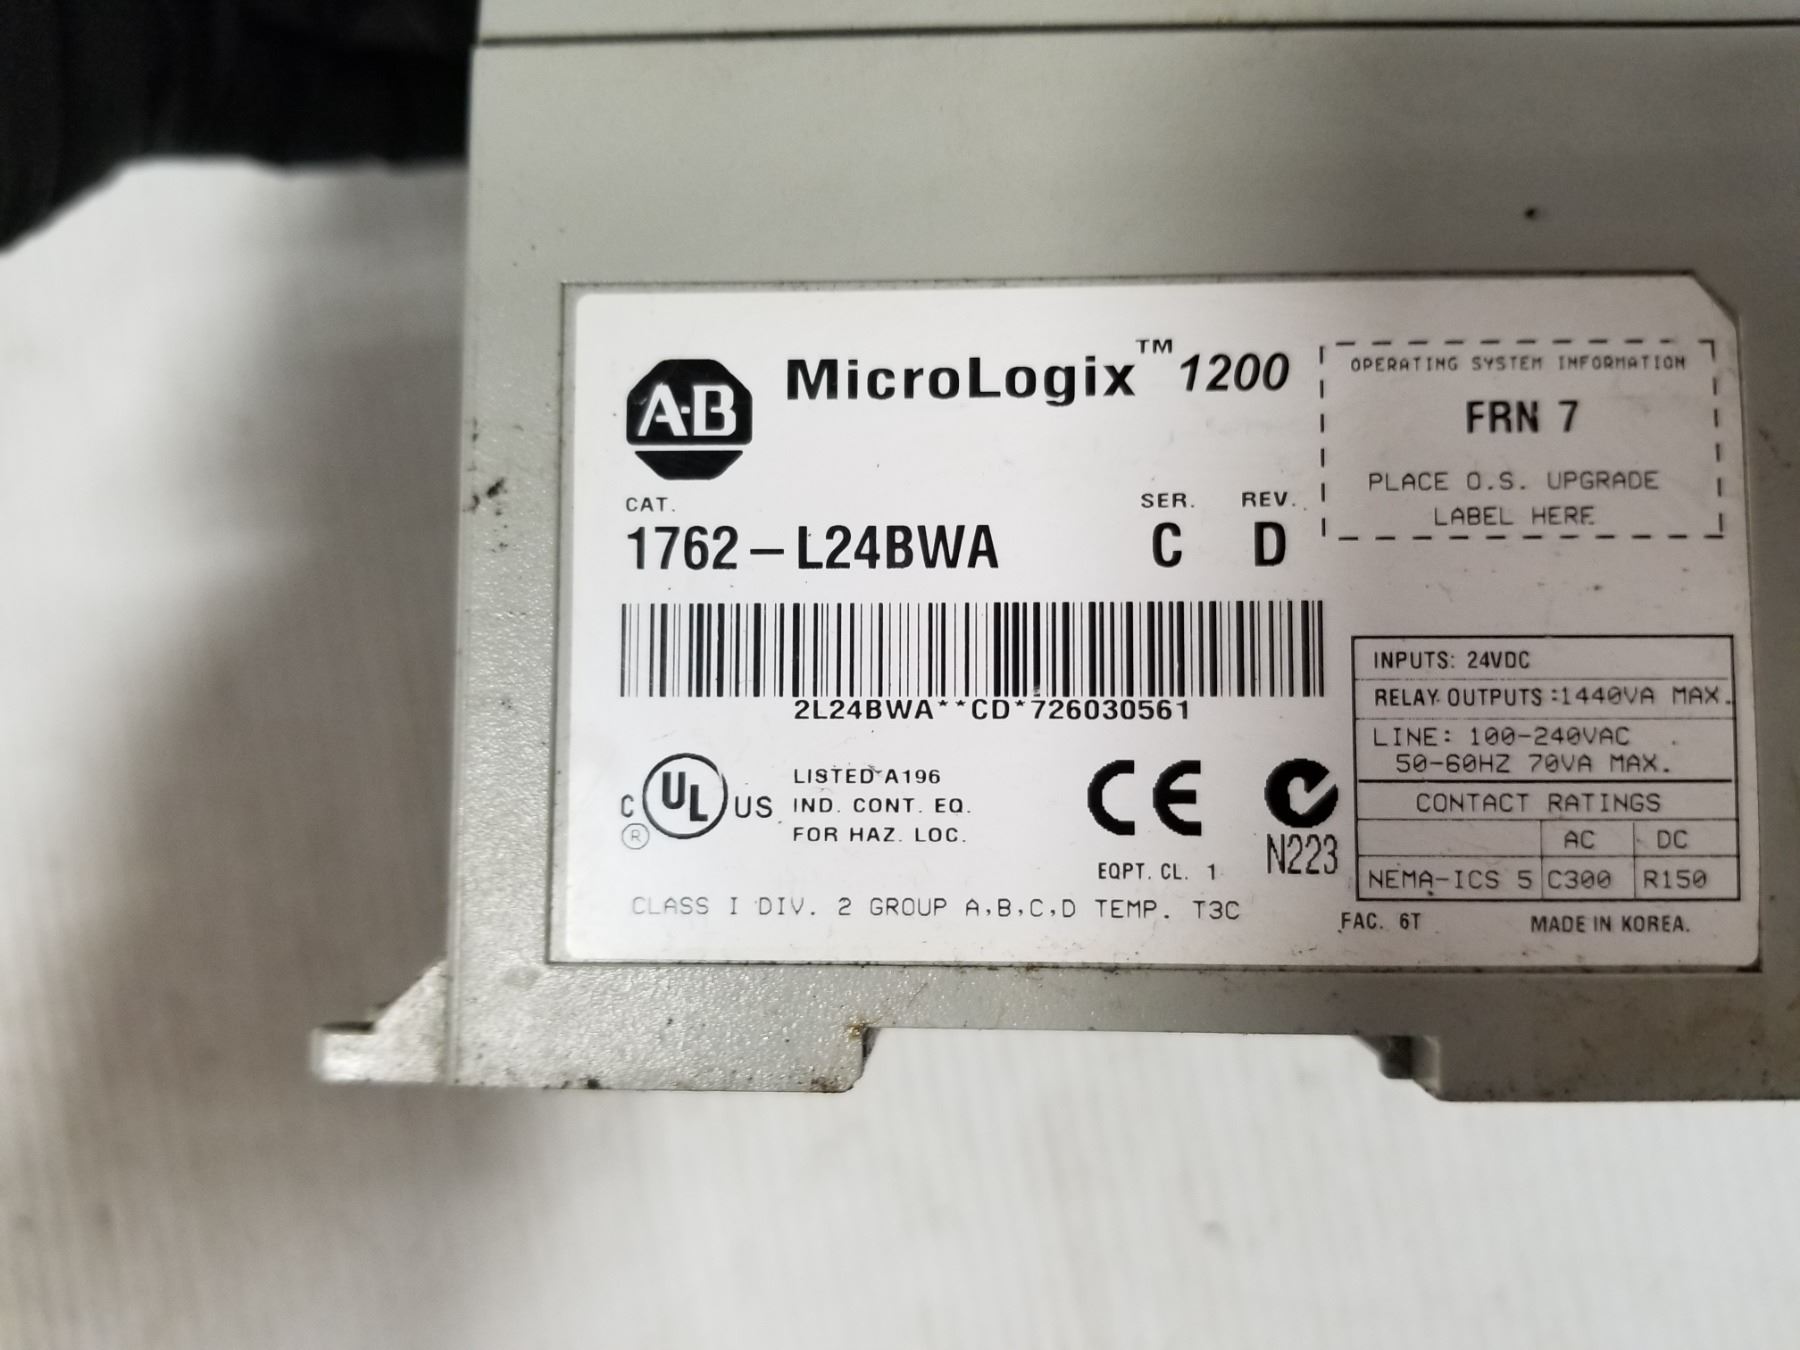 A-B
MicroLogix™ 1200
OPERATING SYSTEM INFORMATION
FRN 7
PLACE O.S. UPGRADE
LABEL HERE
CAT. SER. REV.
1762-L24BWA C D
2L24BWA**CD*726030561
INPUTS: 24VDC
RELAY OUTPUTS:1440VA MAX.
LINE: 100-240VAC
50-60HZ 70VA MAX.
CONTACT RATINGS
AC DC
NEMA-ICS 5 C300 R150
C UL US
®
LISTED A196
IND. CONT. EQ.
FOR HAZ. LOC.
CE
N223
EQPT. CL. 1
CLASS I DIV. 2 GROUP A,B,C,D TEMP. T3C
FAC. 6T MADE IN KOREA.